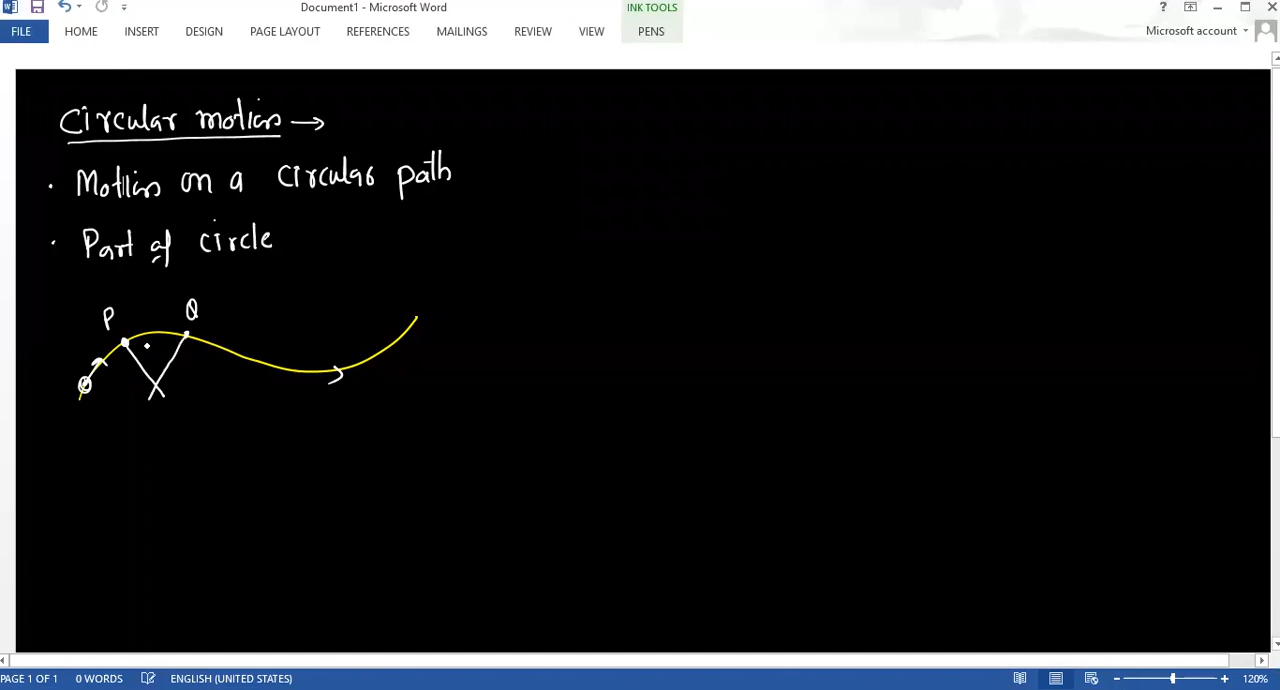 Document1 - Microsoft Word
INK TOOLS
FILE HOME INSERT DESIGN PAGE LAYOUT REFERENCES MAILINGS REVIEW VIEW PENS
Microsoft account
Circular motion →
• Motion on a circular path
• Part of circle
P Q
PAGE 1 OF 1 0 WORDS ENGLISH (UNITED STATES) 120%